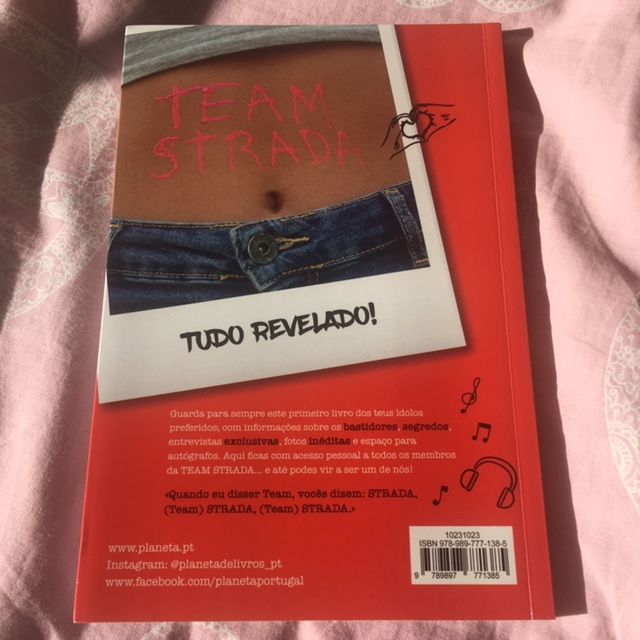 TEAM
STRADA
TUDO REVELADO!
Guarda para sempre este primeiro livro dos teus ídolos
preferidos; com informações sobre os bastidores, segredos,
entrevistas exclusivas, fotos inéditas e espaço para
autógrafos. Aqui ficas com acesso pessoal a todos os membros
da TEAM STRADA... e até podes vir a ser um de nós!
«Quando eu disser Team, vocês dizem: STRADA,
(Team) STRADA, (Team) STRADA.»
www.planeta.pt
Instagram: @planetadelivros_pt
www.facebook.com/planetaportugal
10231023
ISBN 978-989-777-138-5
9 789897 771385